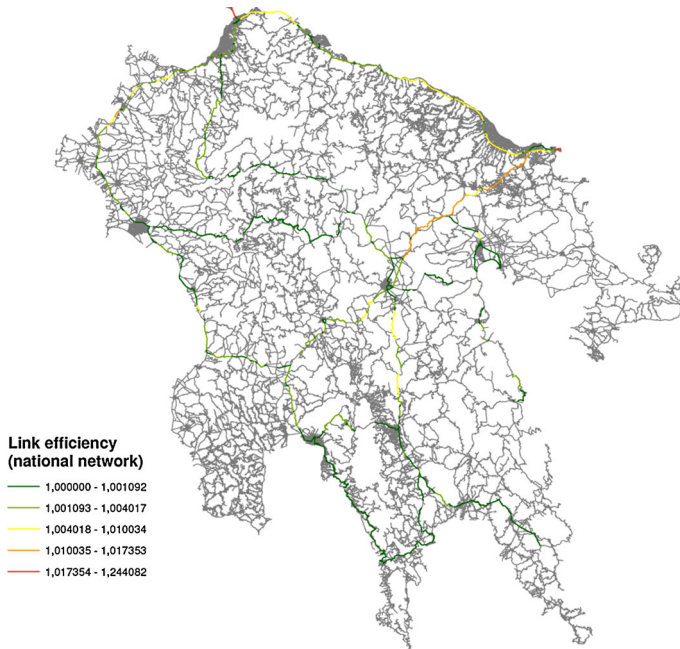 Link efficiency
(national network)
1,000000 - 1,001092
1,001093 - 1,004017
1,004018 - 1,010034
1,010035 - 1,017353
1,017354 - 1,244082